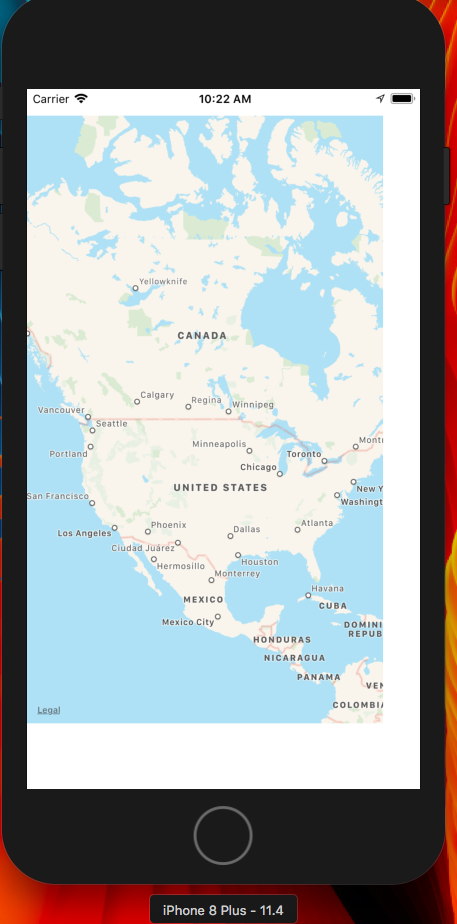 Carrier 10:22 AM
Yellowknife
CANADA
Calgary
Regina
Winnipeg
Vancouver
Seattle
Portland
Minneapolis
Toronto
Montr
Chicago
UNITED STATES
New Y
San Francisco
Washingt
Los Angeles
Phoenix
Dallas
Atlanta
Ciudad Juárez
Hermosillo
Houston
Monterrey
Havana
MEXICO
CUBA
Mexico City
DOMINI
REPUB
HONDURAS
NICARAGUA
PANAMA
VEN
COLOMBIA
Legal
iPhone 8 Plus - 11.4